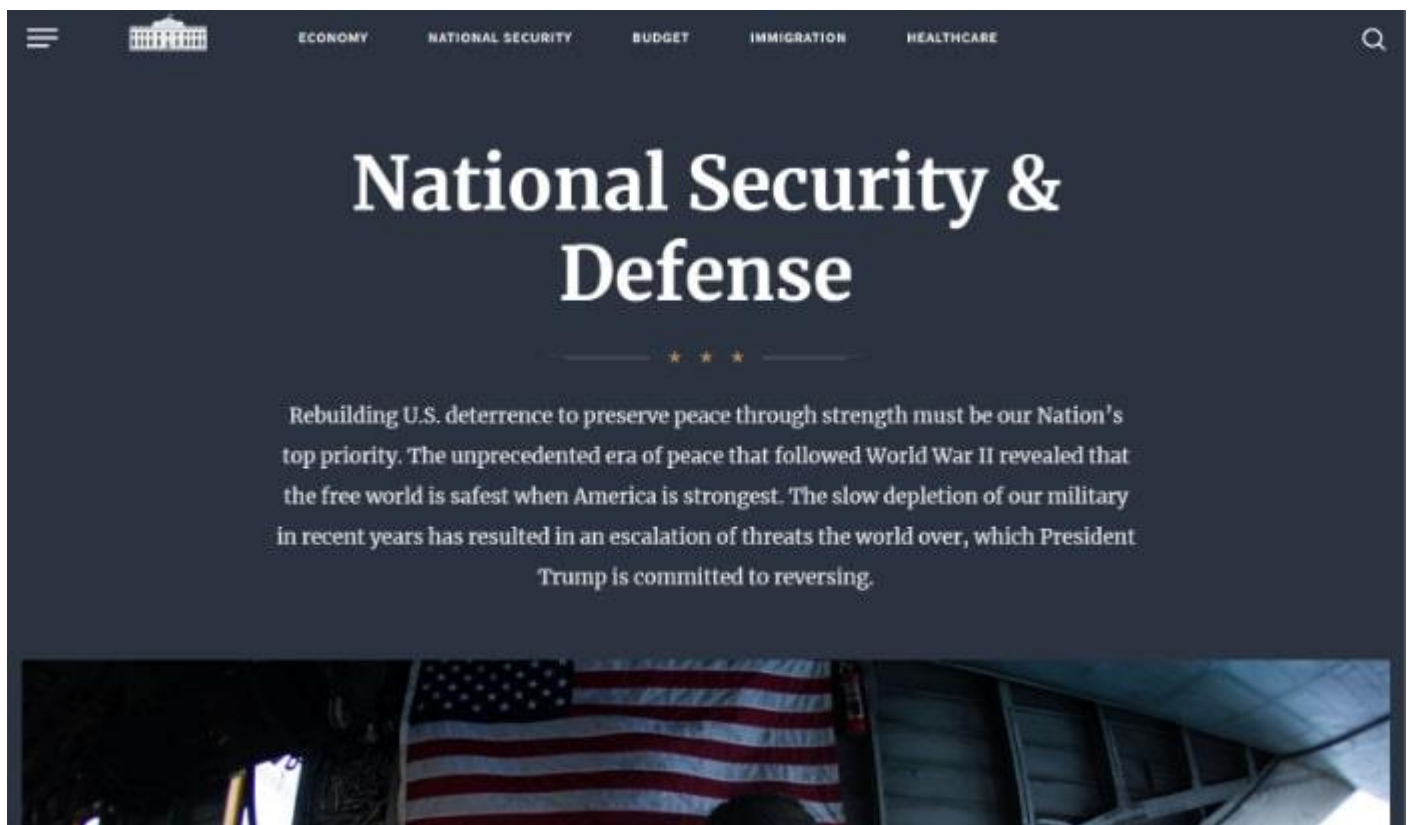 ECONOMY NATIONAL SECURITY BUDGET IMMIGRATION HEALTHCARE
National Security &
Defense
Rebuilding U.S. deterrence to preserve peace through strength must be our Nation’s
top priority. The unprecedented era of peace that followed World War II revealed that
the free world is safest when America is strongest. The slow depletion of our military
in recent years has resulted in an escalation of threats the world over, which President
Trump is committed to reversing.